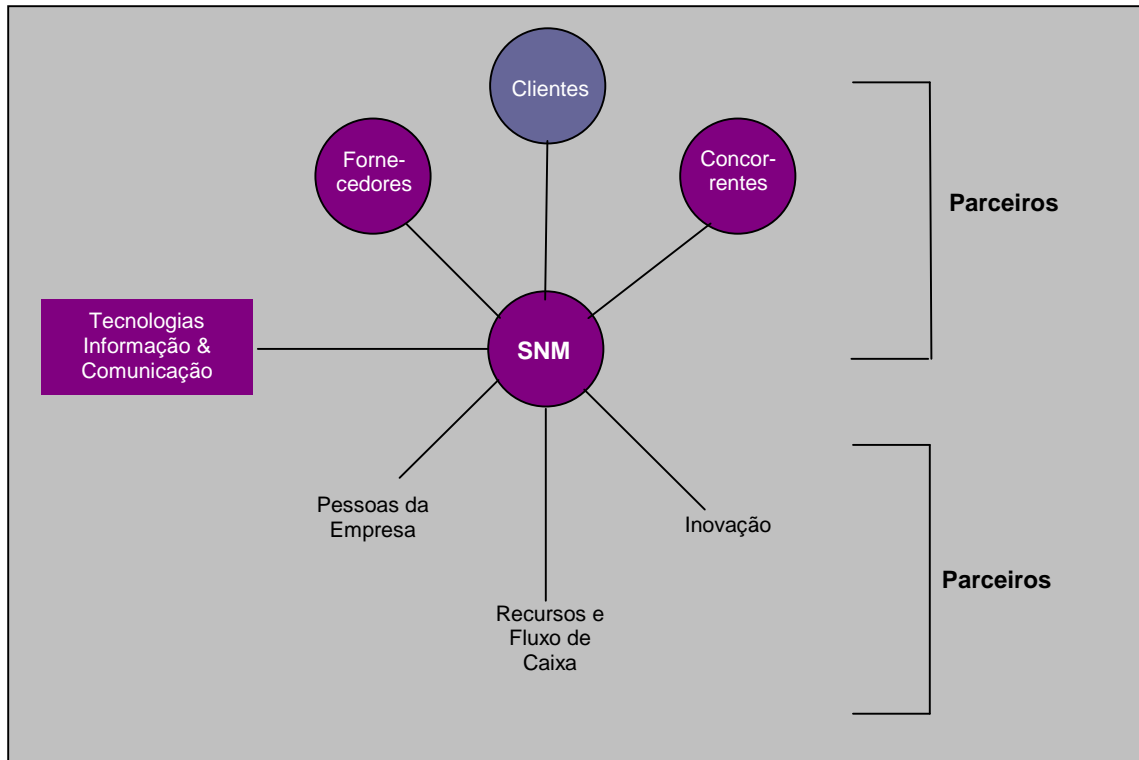 Clientes
Forne-
cedores
Concor-
rentes
Parceiros
Tecnologias
Informação &
Comunicação
SNM
Pessoas da
Empresa
Inovação
Parceiros
Recursos e
Fluxo de
Caixa